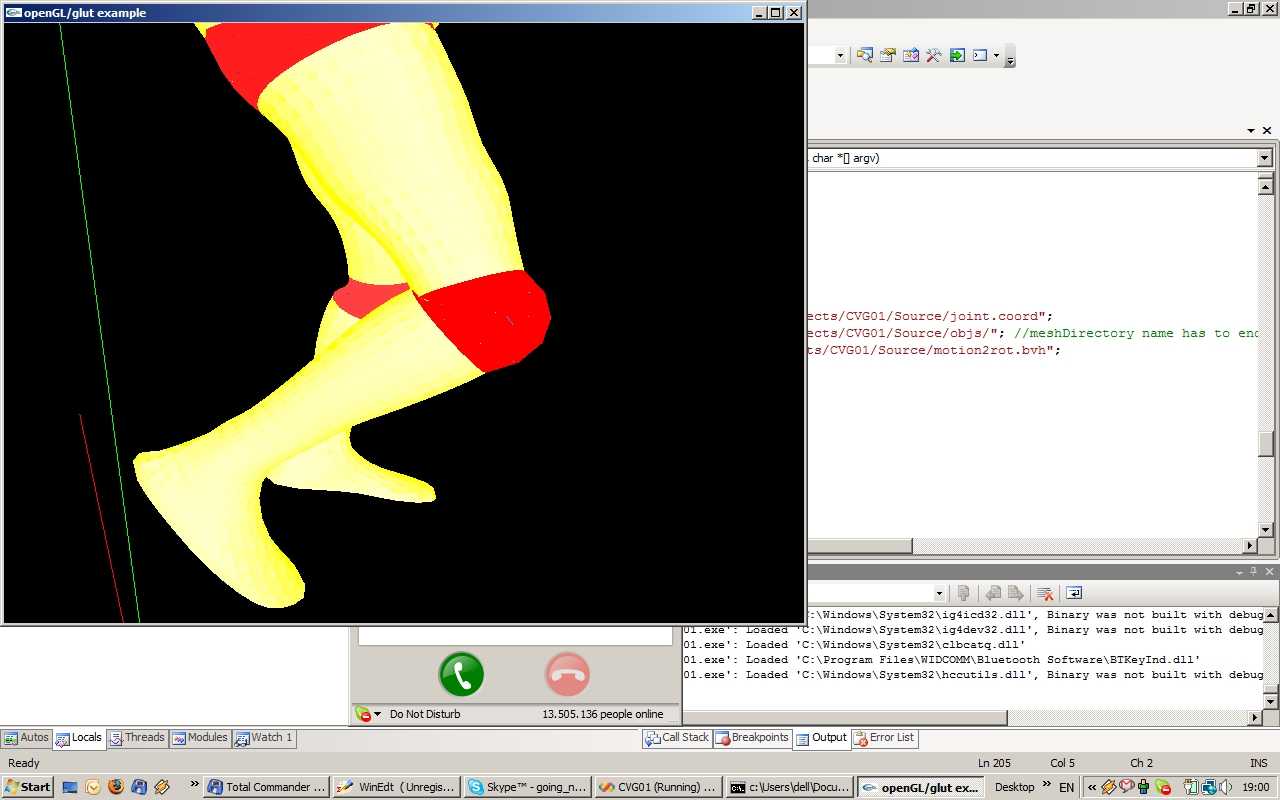 openGL/glut example
char *[] argv)
ects/CVG01/Source/joint.coord";
ects/CVG01/Source/objs/"; //meshDirectory name has to end
ts/CVG01/Source/motion2rot.bvh";
C:\Windows\System32\ig4icd32.dll', Binary was not built with debug
01.exe': Loaded 'C:\Windows\System32\ig4dev32.dll', Binary was not built with debug
01.exe': Loaded 'C:\Windows\System32\clbcatq.dll'
01.exe': Loaded 'C:\Program Files\WIDCOMM\Bluetooth Software\BTKeyInd.dll'
01.exe': Loaded 'C:\Windows\System32\hccutils.dll', Binary was not built with debug
Do Not Disturb 13.505.136 people online
Autos Locals Threads Modules Watch 1 Call Stack Breakpoints Output Error List
Ready Ln 205 Col 5 Ch 2 INS
Start Total Commander ... WinEdt ( Unregis... Skype™ - going_n... CVG01 (Running) ... c:\Users\dell\Docu... openGL/glut ex... Desktop EN 19:00